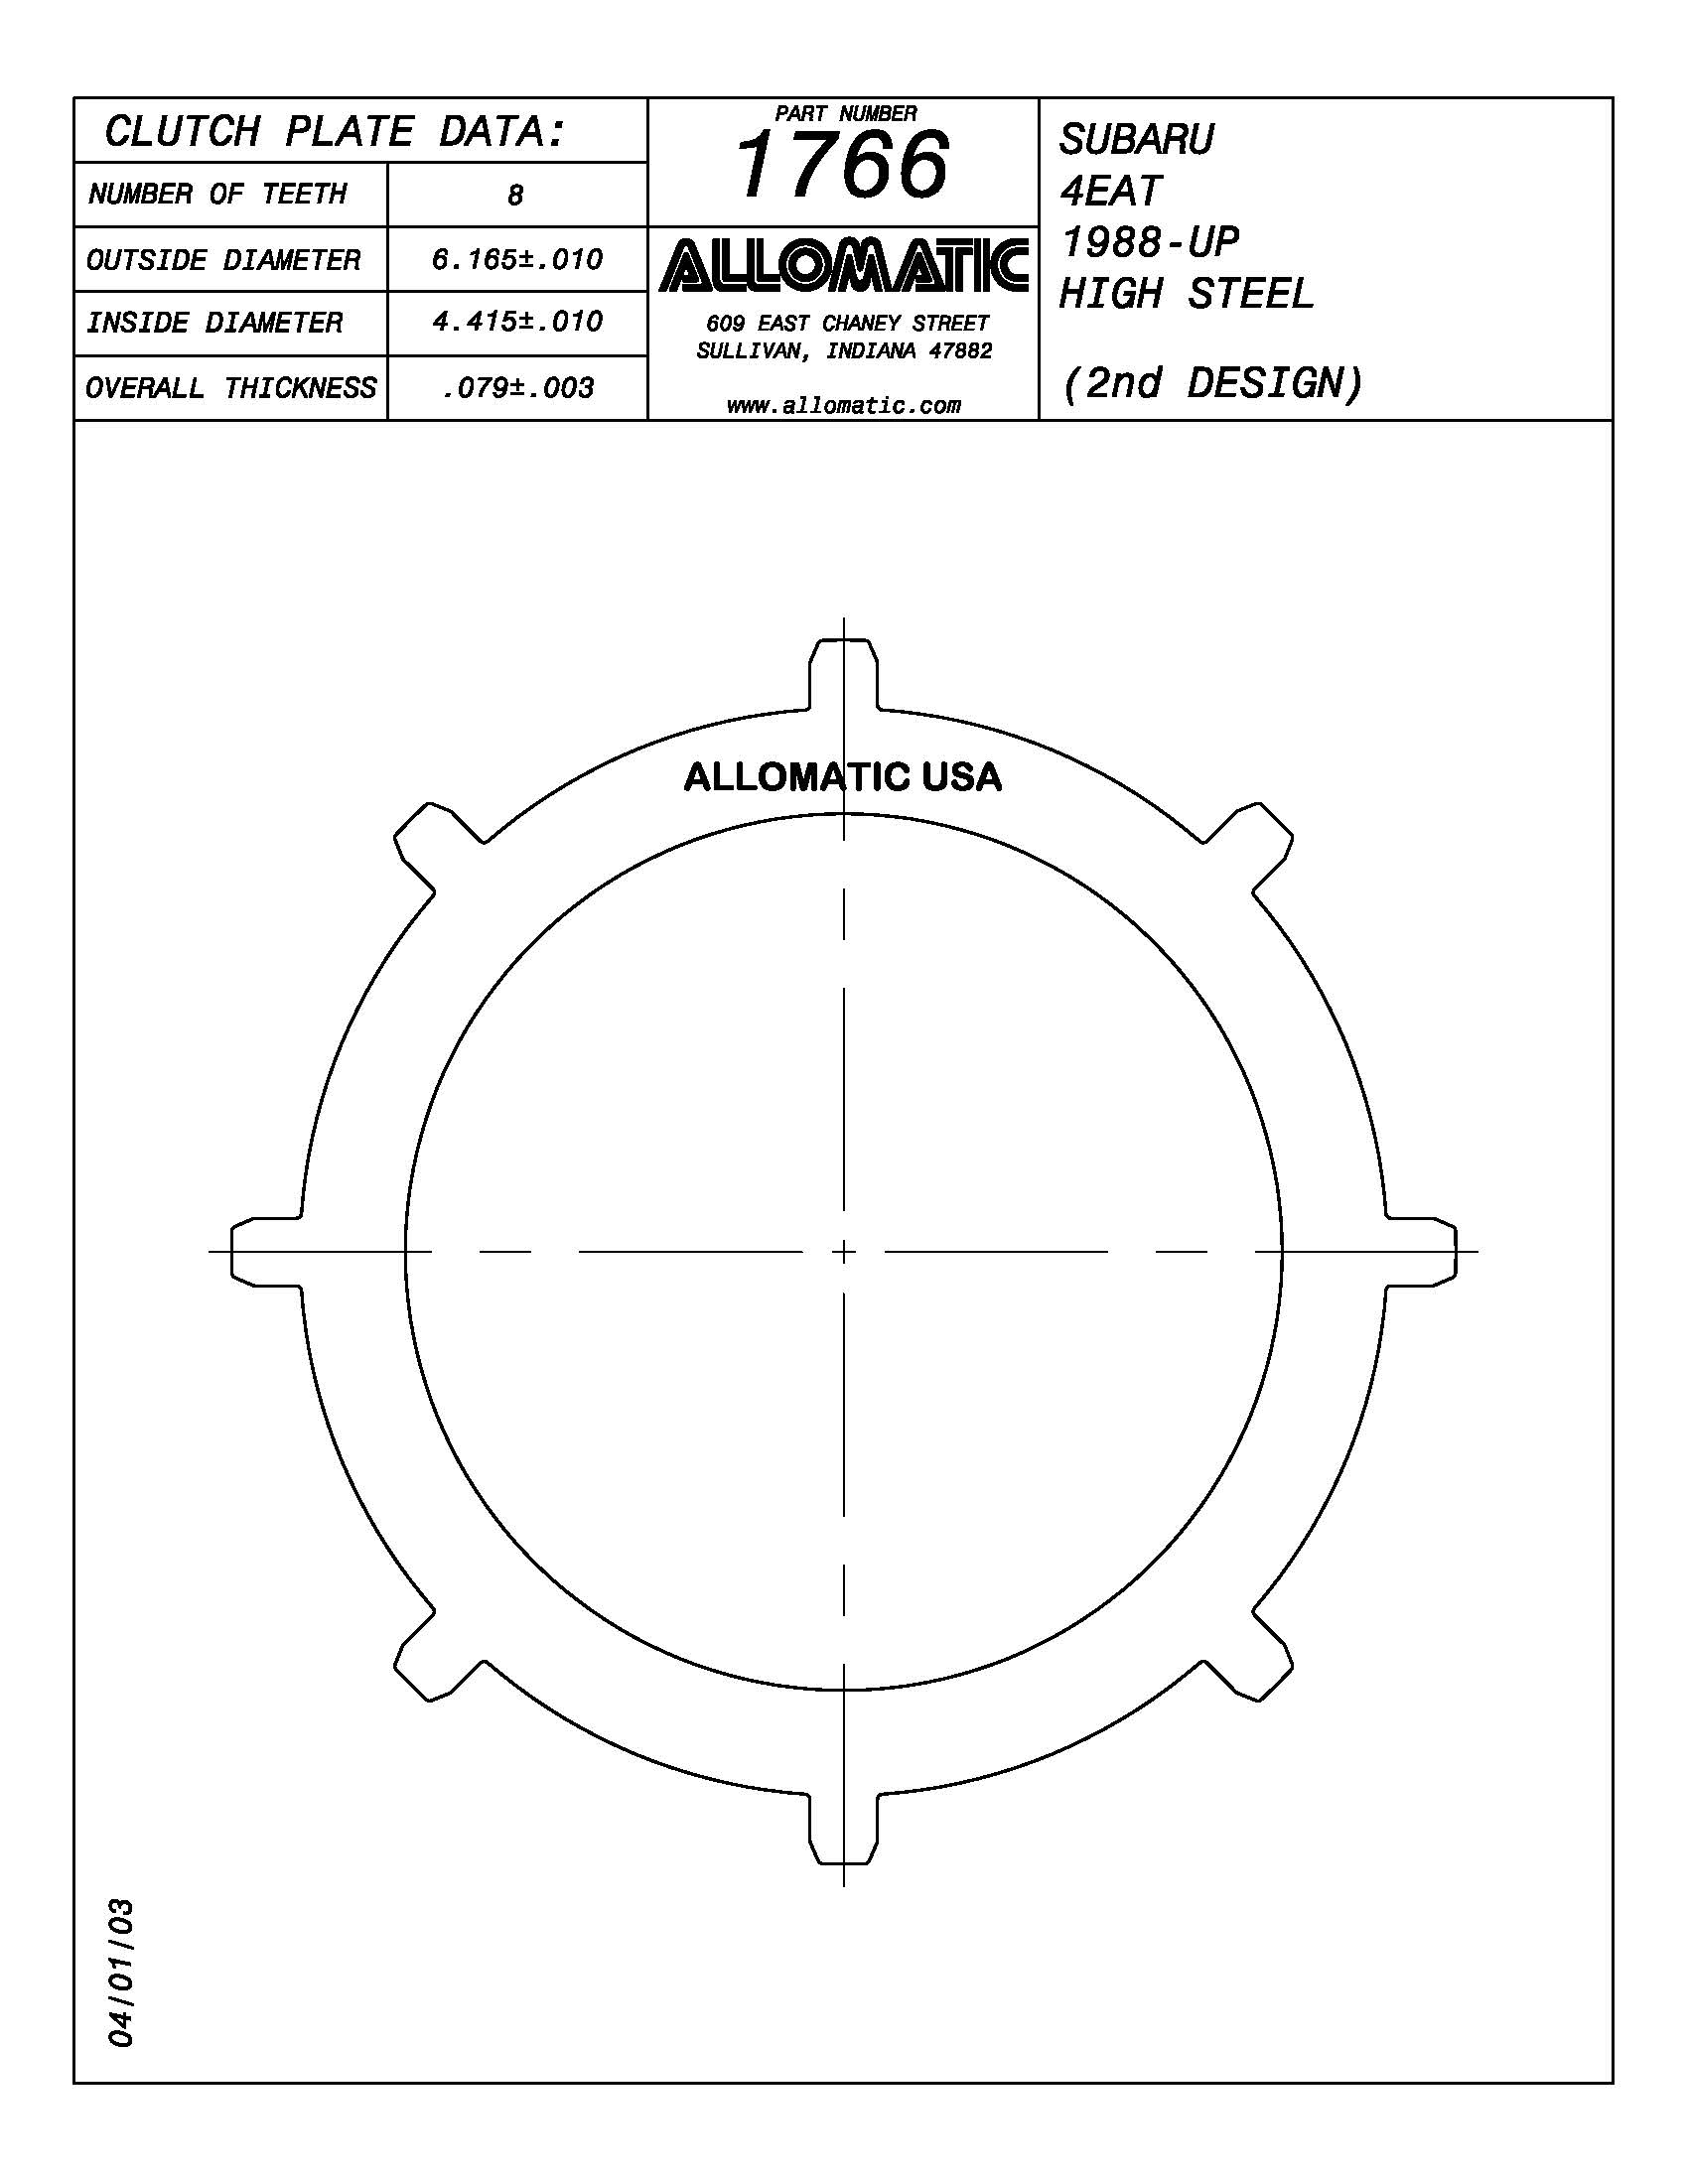 CLUTCH PLATE DATA:
NUMBER OF TEETH 8
OUTSIDE DIAMETER 6.165±.010
INSIDE DIAMETER 4.415±.010
OVERALL THICKNESS .079±.003
PART NUMBER
1766
ALLOMATIC
609 EAST CHANEY STREET
SULLIVAN, INDIANA 47882
www.allomatic.com
SUBARU
4EAT
1988-UP
HIGH STEEL
(2nd DESIGN)
ALLOMATIC USA
04/01/03